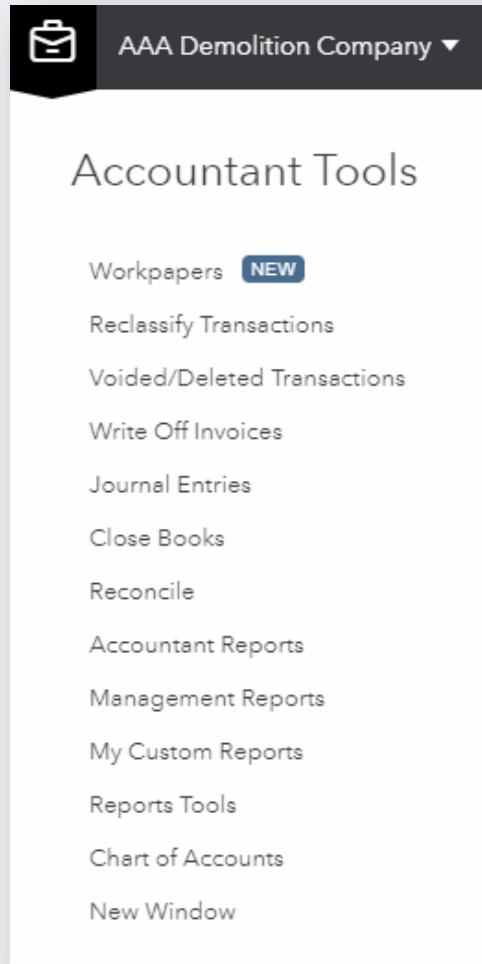 AAA Demolition Company
Accountant Tools
Workpapers NEW
Reclassify Transactions
Voided/Deleted Transactions
Write Off Invoices
Journal Entries
Close Books
Reconcile
Accountant Reports
Management Reports
My Custom Reports
Reports Tools
Chart of Accounts
New Window